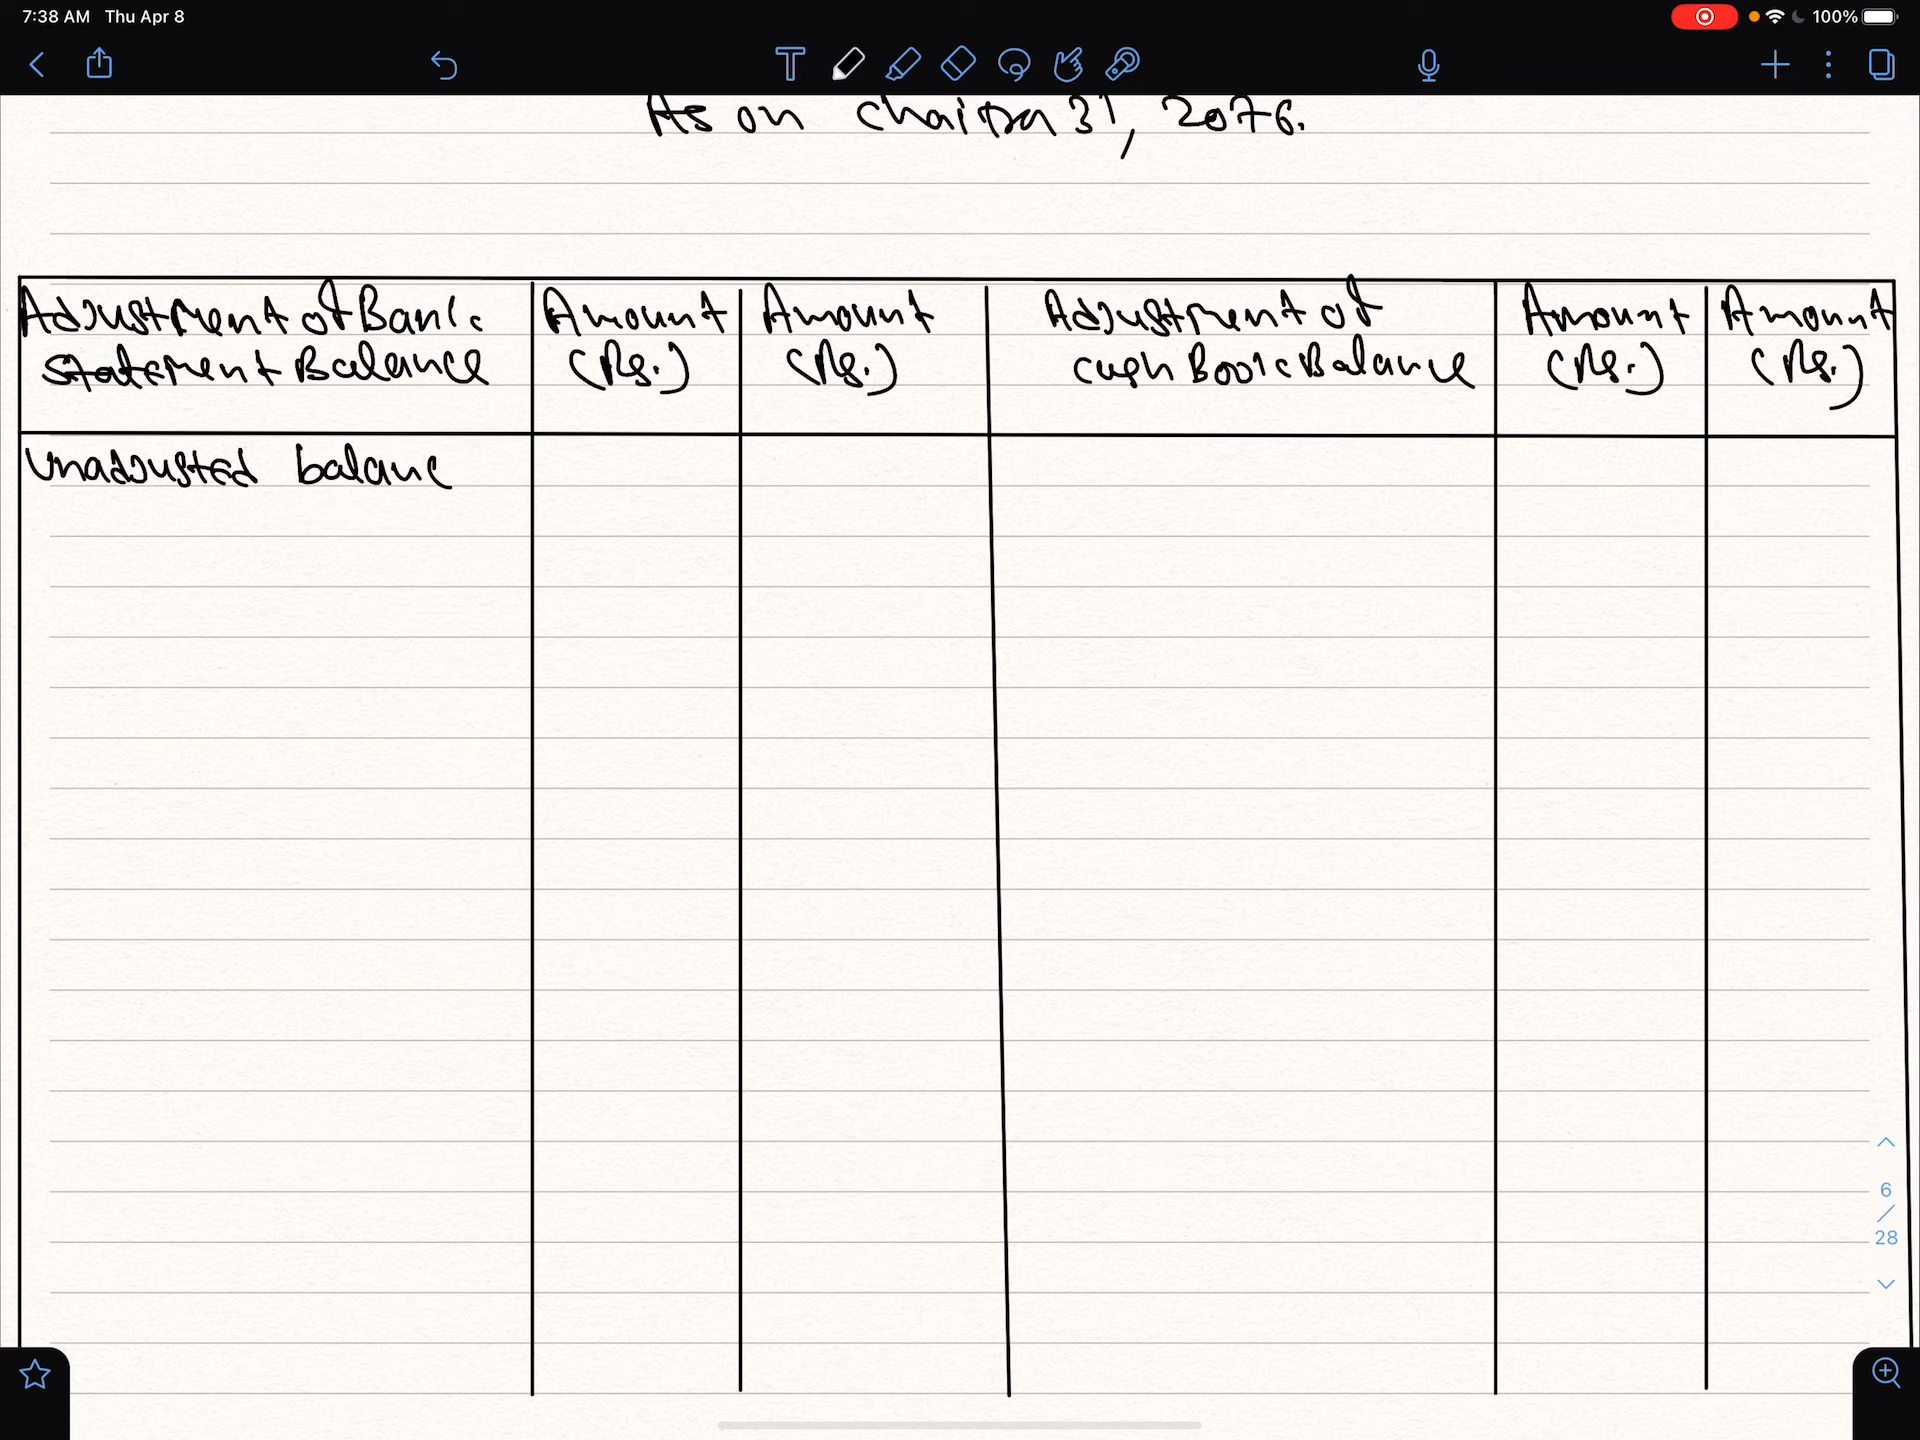 7:38 AM Thu Apr 8
100%
As on chaitra 31, 2076.
Adjustment of Bank
statement Balance
Amount
(Rs.)
Amount
(Rs.)
Adjustment of
cash Book Balance
Amount
(Rs.)
Amount
(Rs.)
Unadjusted balanc
6
/
28